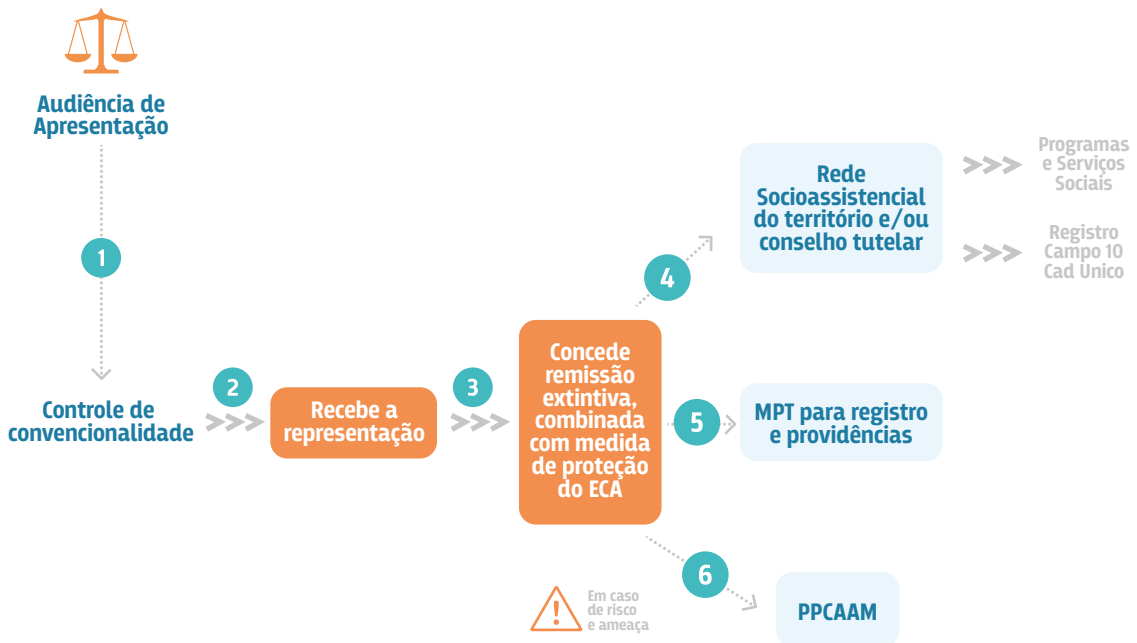 Audiência de
Apresentação
1
Controle de
convencionalidade
2
Recebe a
representação
3
Concede
remissão
extintiva,
combinada
com medida
de proteção
do ECA
4
Rede
Socioassistencial
do território e/ou
conselho tutelar
Programas
e Serviços
Sociais
Registro
Campo 10
Cad Unico
5
MPT para registro
e providências
6
Em caso
de risco
e ameaça
PPCAAM